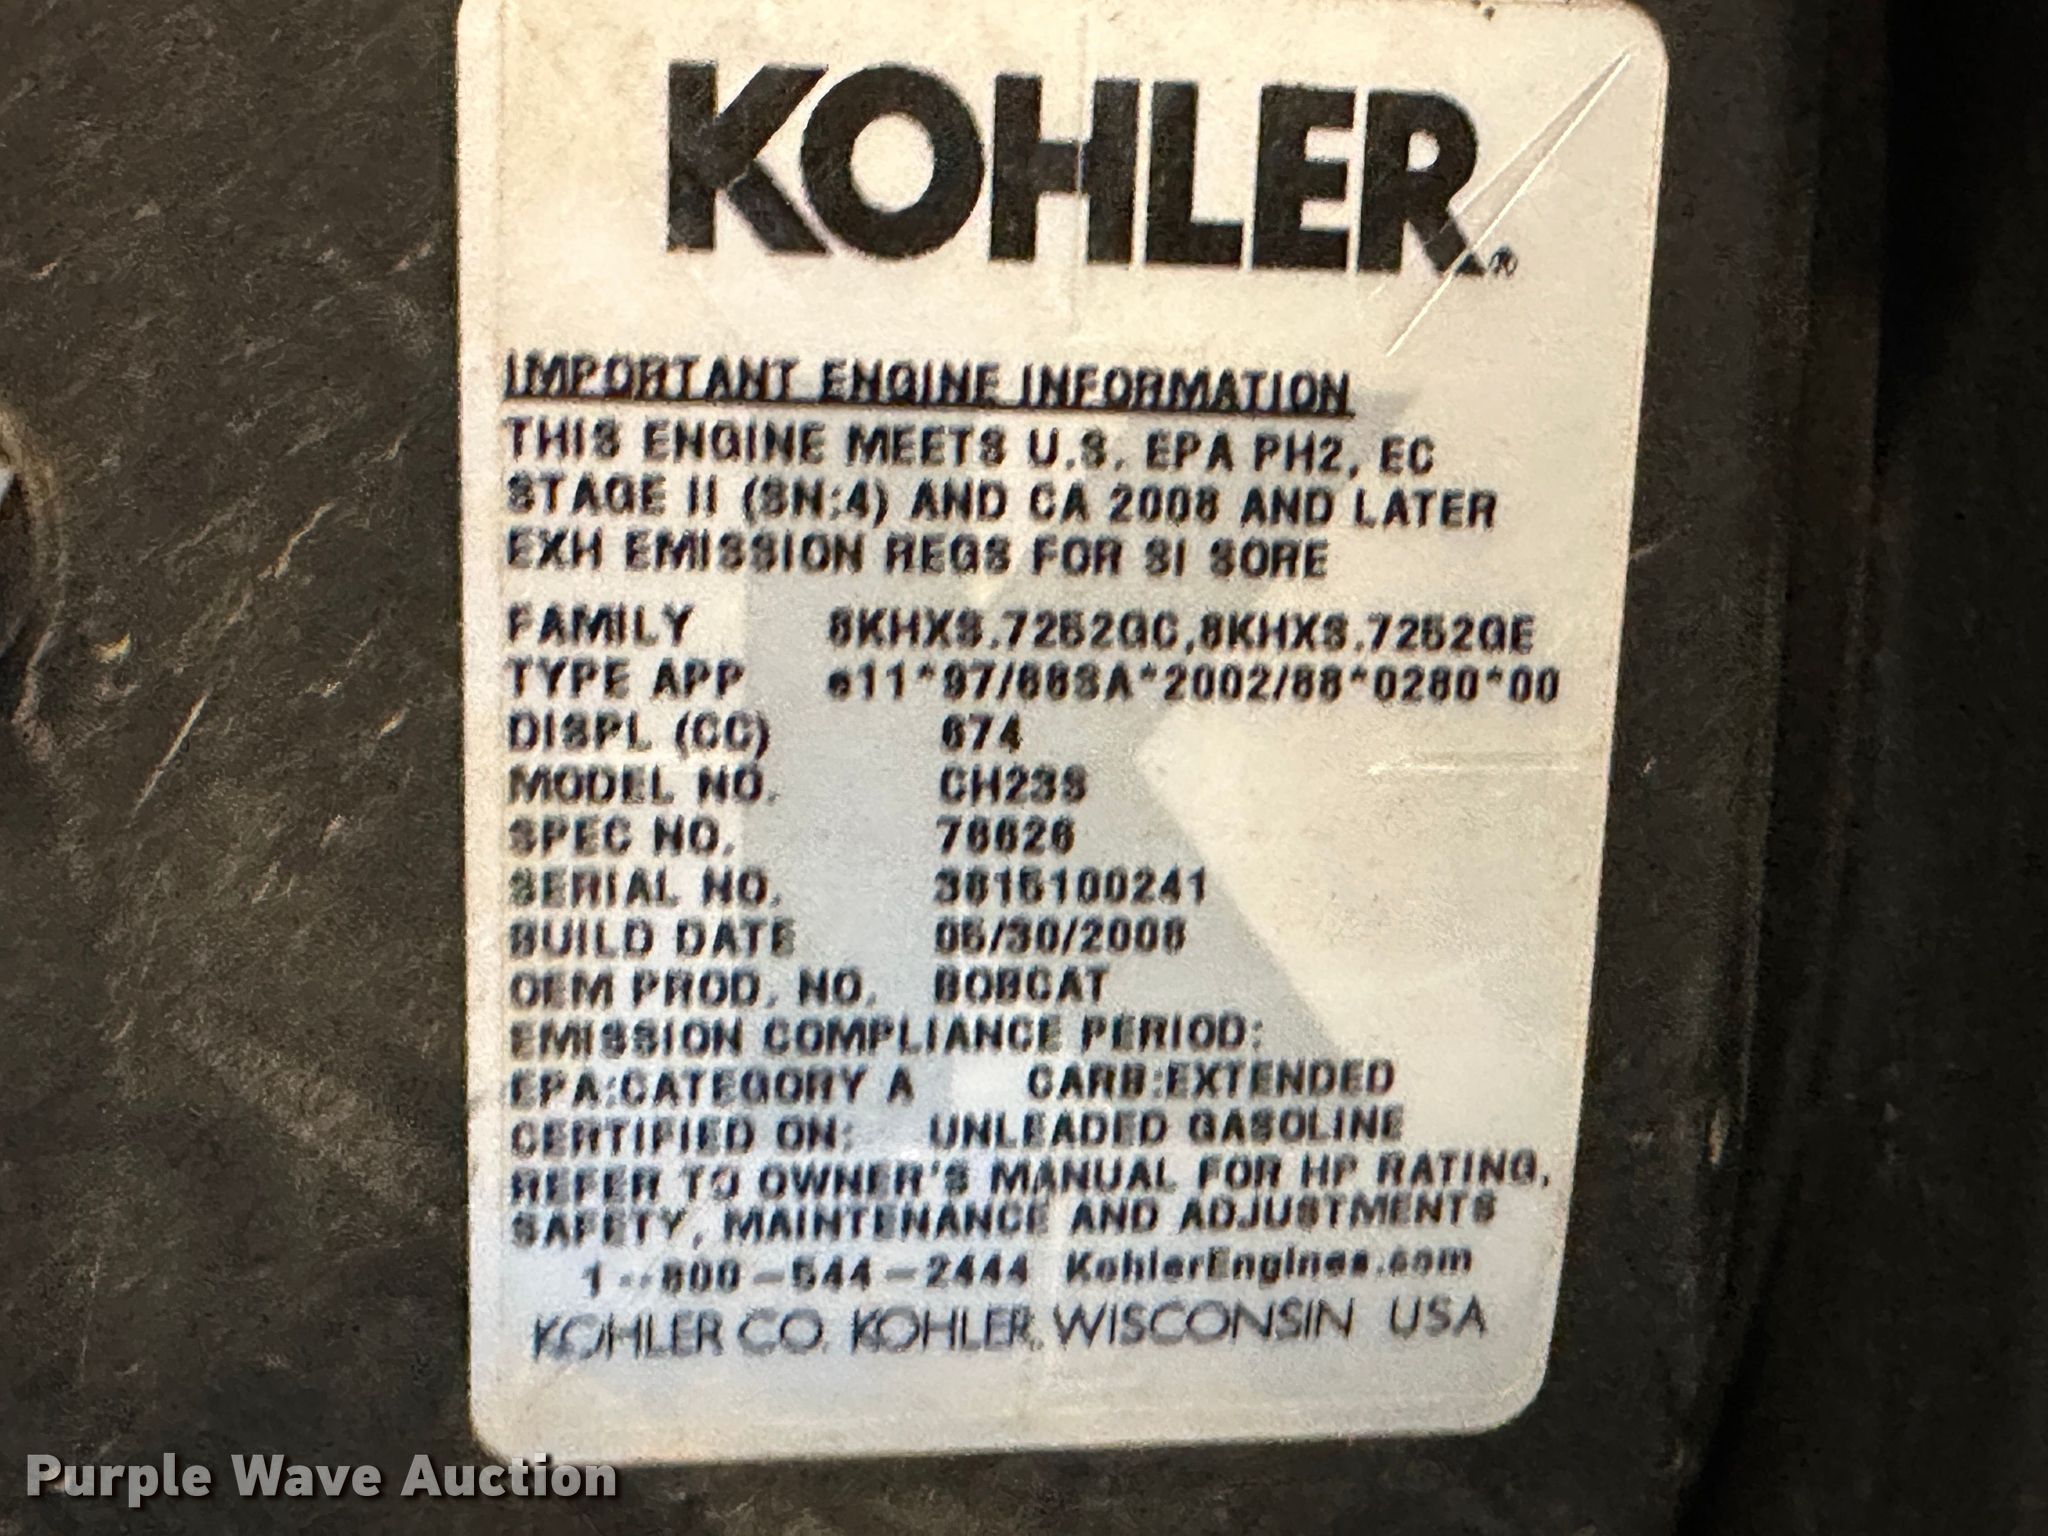 KOHLER®
IMPORTANT ENGINE INFORMATION
THIS ENGINE MEETS U.S. EPA PH2, EC
STAGE II (SN:4) AND CA 2008 AND LATER
EXH EMISSION REGS FOR SI SORE
FAMILY 8KHXS.7252GC,8KHXS.7252GE
TYPE APP e11*97/68SA*2002/88*0280*00
DISPL (CC) 674
MODEL NO. CH23S
SPEC NO. 76626
SERIAL NO. 3815100241
BUILD DATE 05/30/2008
OEM PROD. NO. BOBCAT
EMISSION COMPLIANCE PERIOD:
EPA:CATEGORY A CARB:EXTENDED
CERTIFIED ON: UNLEADED GASOLINE
REFER TO OWNER'S MANUAL FOR HP RATING,
SAFETY, MAINTENANCE AND ADJUSTMENTS
1-800-544-2444 KohlerEngines.com
KOHLER CO. KOHLER, WISCONSIN USA
Purple Wave Auction